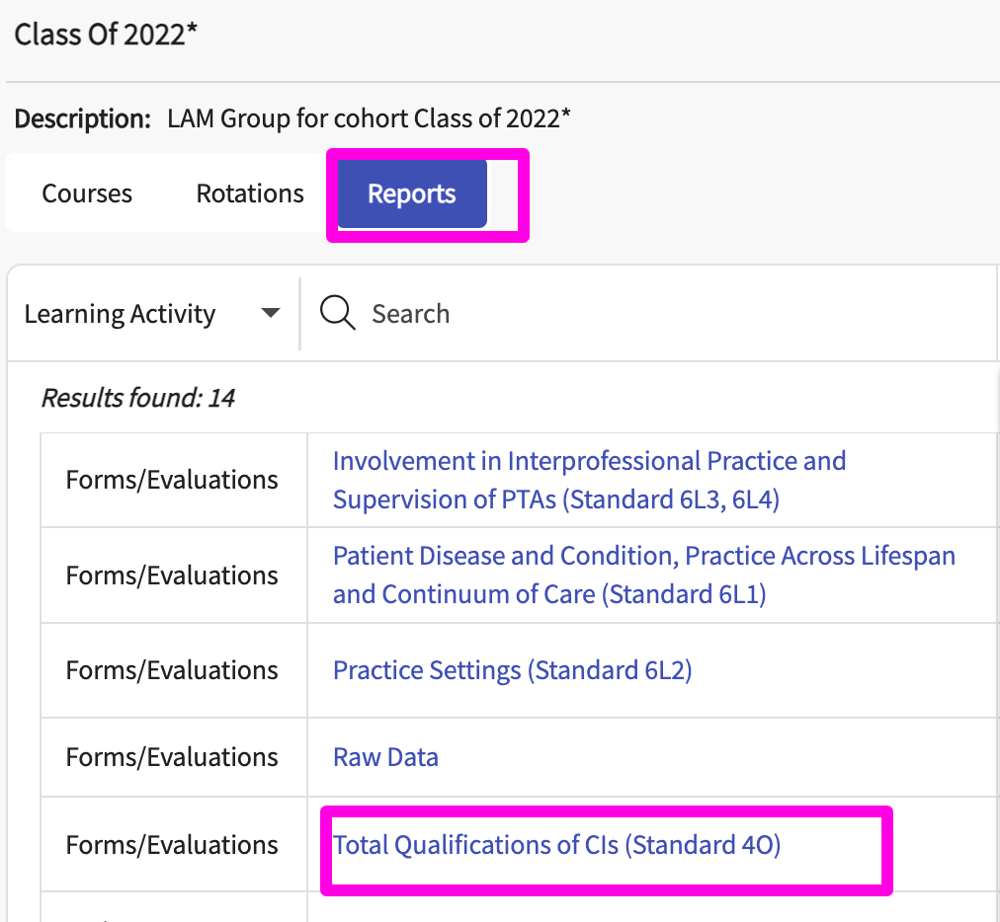 Class Of 2022*
Description: LAM Group for cohort Class of 2022*
Courses Rotations Reports
Learning Activity Search
Results found: 14
Forms/Evaluations Involvement in Interprofessional Practice and
Supervision of PTAs (Standard 6L3, 6L4)
Forms/Evaluations Patient Disease and Condition, Practice Across Lifespan
and Continuum of Care (Standard 6L1)
Forms/Evaluations Practice Settings (Standard 6L2)
Forms/Evaluations Raw Data
Forms/Evaluations Total Qualifications of CIs (Standard 4O)